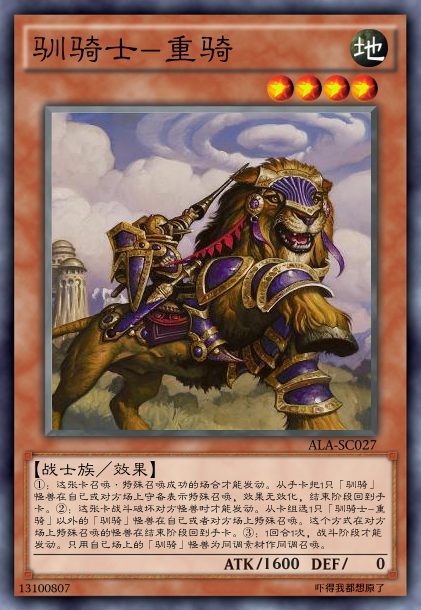 驯骑士－重骑
地
ALA-SC027
【战士族／效果】
①：这张卡召唤·特殊召唤成功的场合才能发动。从手卡把1只「驯骑」
怪兽在自己或对方场上守备表示特殊召唤，效果无效化，结束阶段回到手
卡。②：这张卡战斗破坏对方怪兽时才能发动。从卡组选1只「驯骑士－重
骑」以外的「驯骑」怪兽在自己或者对方场上特殊召唤。这个方式在对方
场上特殊召唤的怪兽在结束阶段回到手卡。③：1回合1次，战斗阶段才能
发动。只用自己场上的「驯骑」怪兽为同调素材作同调召唤。
ATK/1600 DEF/ 0
13100807 吓得我都想原了